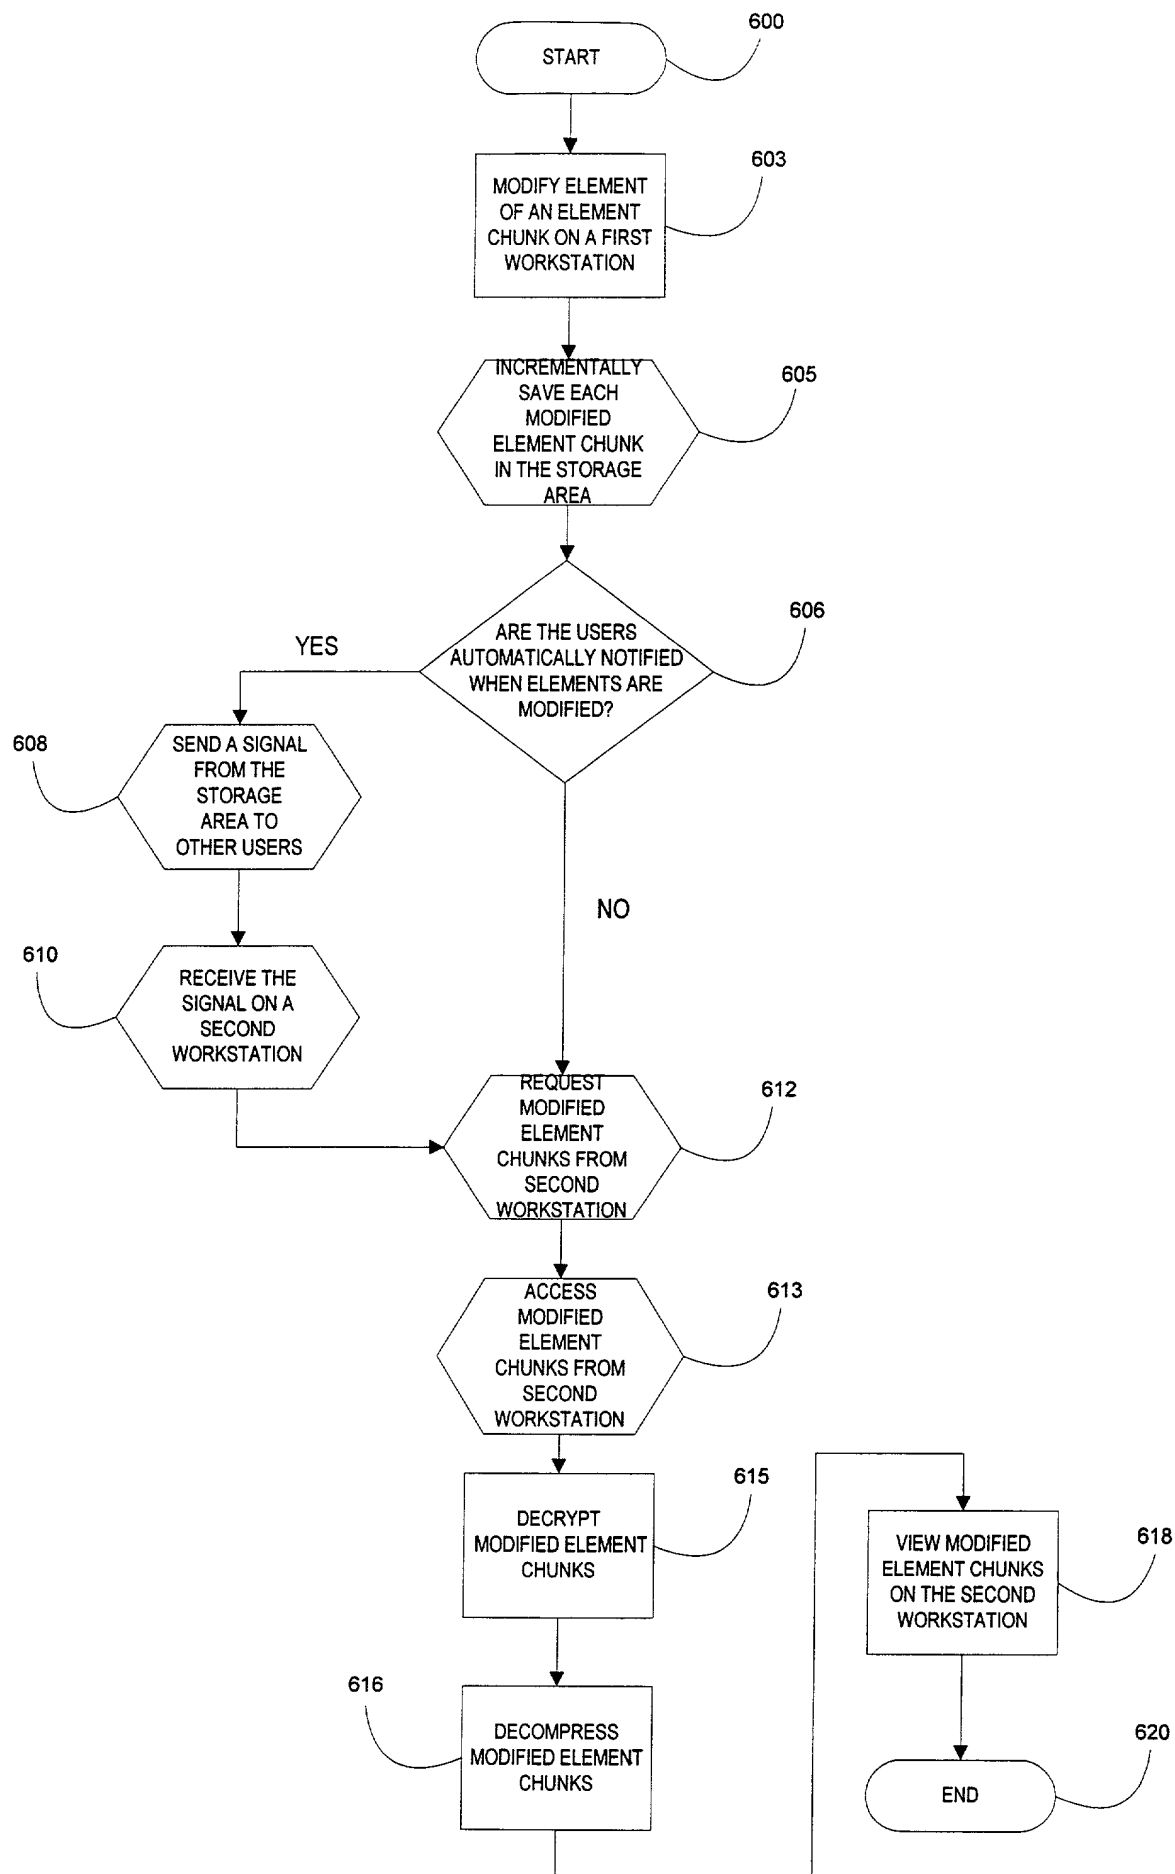 600
START
603
MODIFY ELEMENT
OF AN ELEMENT
CHUNK ON A FIRST
WORKSTATION
605
INCREMENTALLY
SAVE EACH
MODIFIED
ELEMENT CHUNK
IN THE STORAGE
AREA
606
ARE THE USERS
AUTOMATICALLY NOTIFIED
WHEN ELEMENTS ARE
MODIFIED?
YES
608
SEND A SIGNAL
FROM THE
STORAGE
AREA TO
OTHER USERS
NO
610
RECEIVE THE
SIGNAL ON A
SECOND
WORKSTATION
612
REQUEST
MODIFIED
ELEMENT
CHUNKS FROM
SECOND
WORKSTATION
613
ACCESS
MODIFIED
ELEMENT
CHUNKS FROM
SECOND
WORKSTATION
615
DECRYPT
MODIFIED ELEMENT
CHUNKS
616
DECOMPRESS
MODIFIED ELEMENT
CHUNKS
618
VIEW MODIFIED
ELEMENT CHUNKS
ON THE SECOND
WORKSTATION
620
END